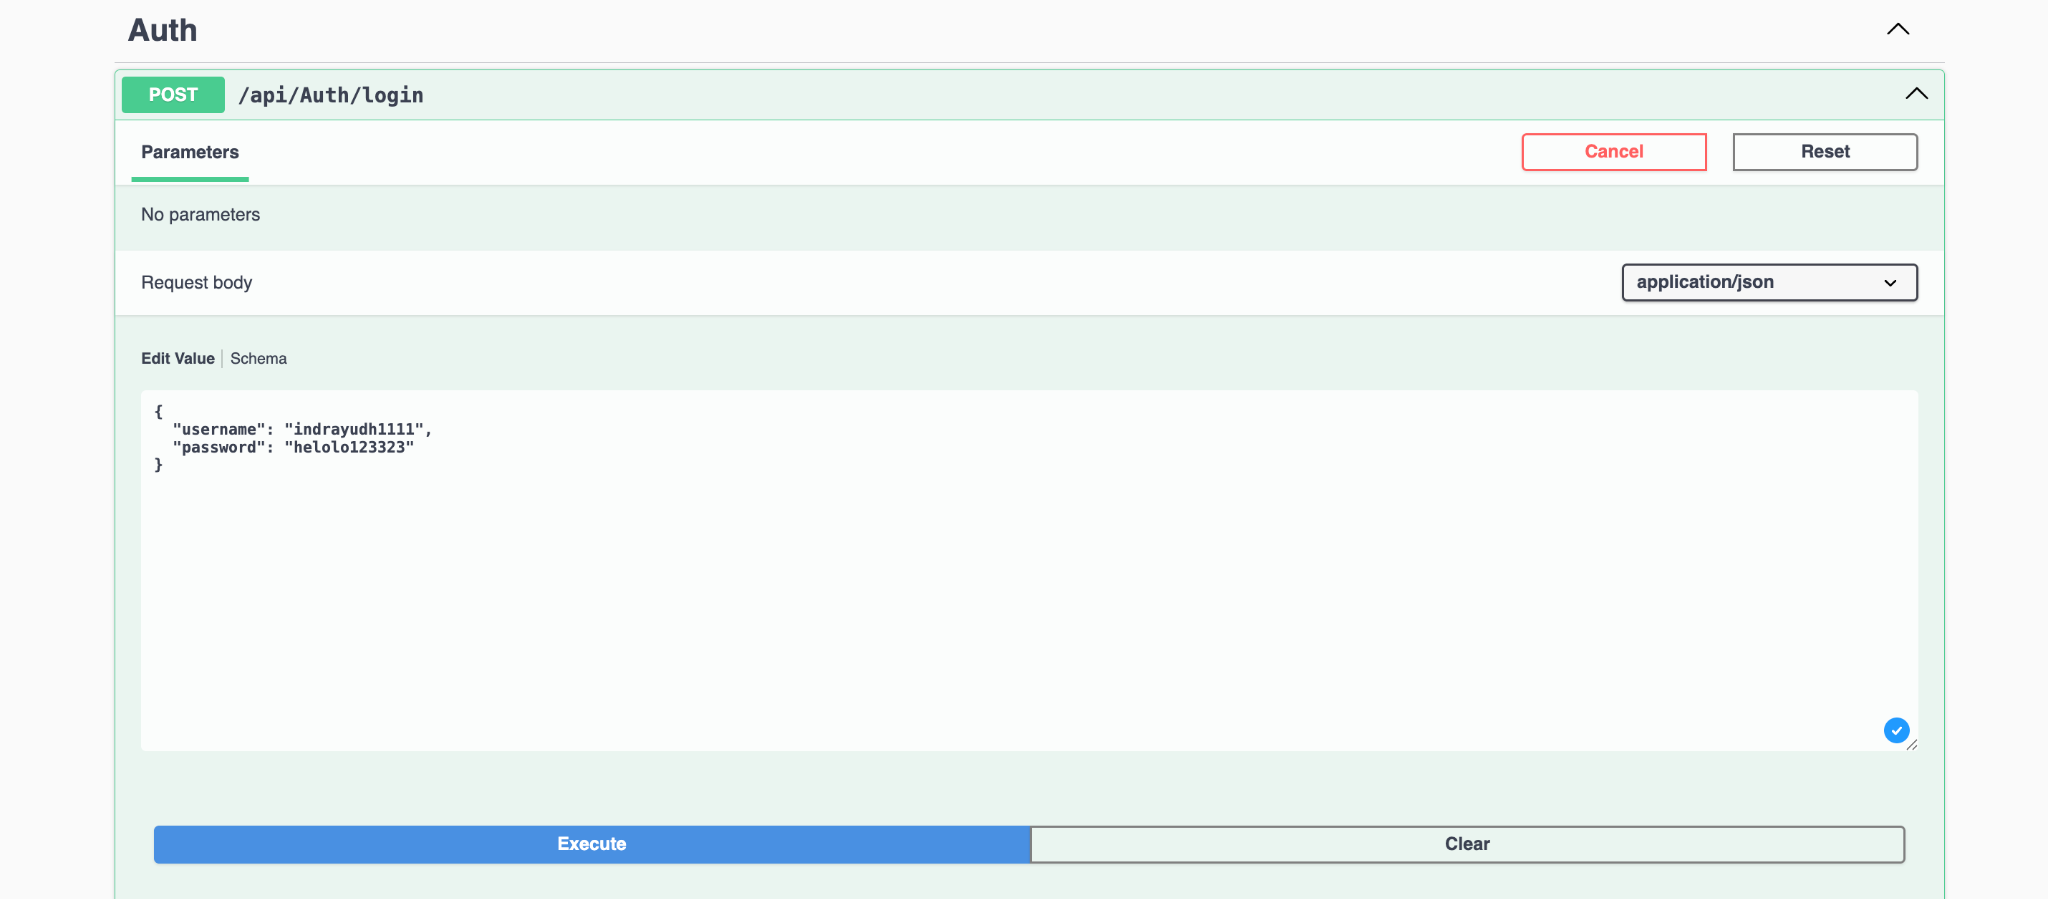 Auth
POST /api/Auth/login
Parameters
Cancel
Reset
No parameters
Request body
application/json
Edit Value | Schema
{
  "username": "indrayudh1111",
  "password": "helolo123323"
}
Execute
Clear